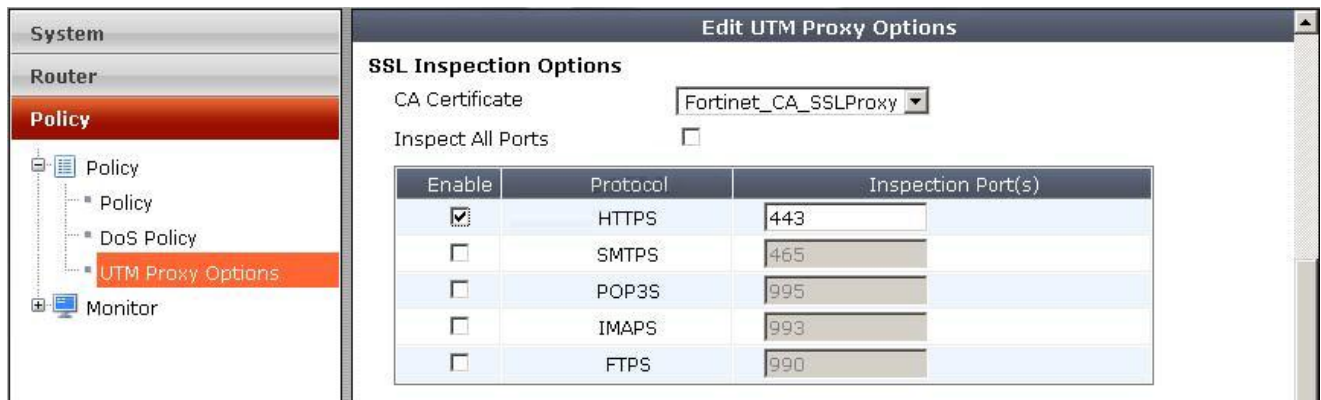 System
Router
Policy
Policy
Policy
DoS Policy
UTM Proxy Options
Monitor
Edit UTM Proxy Options
SSL Inspection Options
CA Certificate Fortinet_CA_SSLProxy
Inspect All Ports
Enable Protocol Inspection Port(s)
HTTPS 443
SMTPS 465
POP3S 995
IMAPS 993
FTPS 990